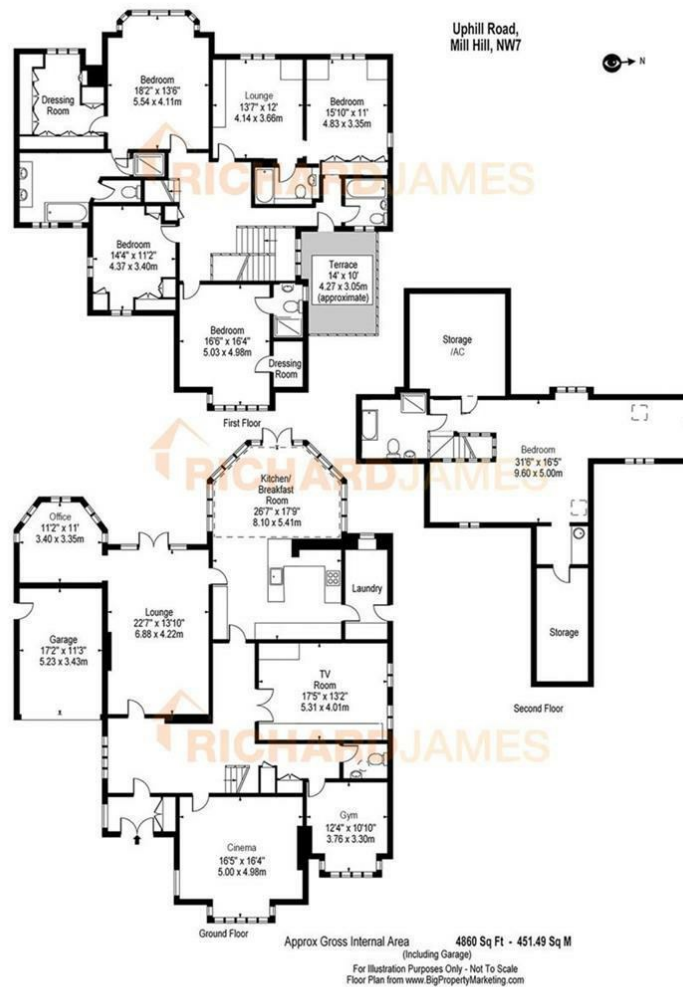 Uphill Road,
Mill Hill, NW7
N
Dressing
Room
Bedroom
18'2" x 13'6"
5.54 x 4.11m
Lounge
13'7" x 12'
4.14 x 3.66m
Bedroom
15'10" x 11'
4.83 x 3.35m
RICHARDJAMES
Bedroom
14'4" x 11'2"
4.37 x 3.40m
Terrace
14' x 10'
4.27 x 3.05m
(approximate)
Bedroom
16'6" x 16'4"
5.03 x 4.98m
Dressing
Room
First Floor
Storage
/AC
Bedroom
31'6" x 16'5"
9.60 x 5.00m
Storage
Second Floor
RICHARDJAMES
Kitchen/
Breakfast
Room
26'7" x 17'9"
8.10 x 5.41m
Office
11'2" x 11'
3.40 x 3.35m
Lounge
22'7" x 13'10"
6.88 x 4.22m
Laundry
Garage
17'2" x 11'3"
5.23 x 3.43m
TV
Room
17'5" x 13'2"
5.31 x 4.01m
RICHARDJAMES
Gym
12'4" x 10'10"
3.76 x 3.30m
Cinema
16'5" x 16'4"
5.00 x 4.98m
Ground Floor
Approx Gross Internal Area 4860 Sq Ft - 451.49 Sq M
(Including Garage)
For Illustration Purposes Only - Not To Scale
Floor Plan from www.BigPropertyMarketing.com